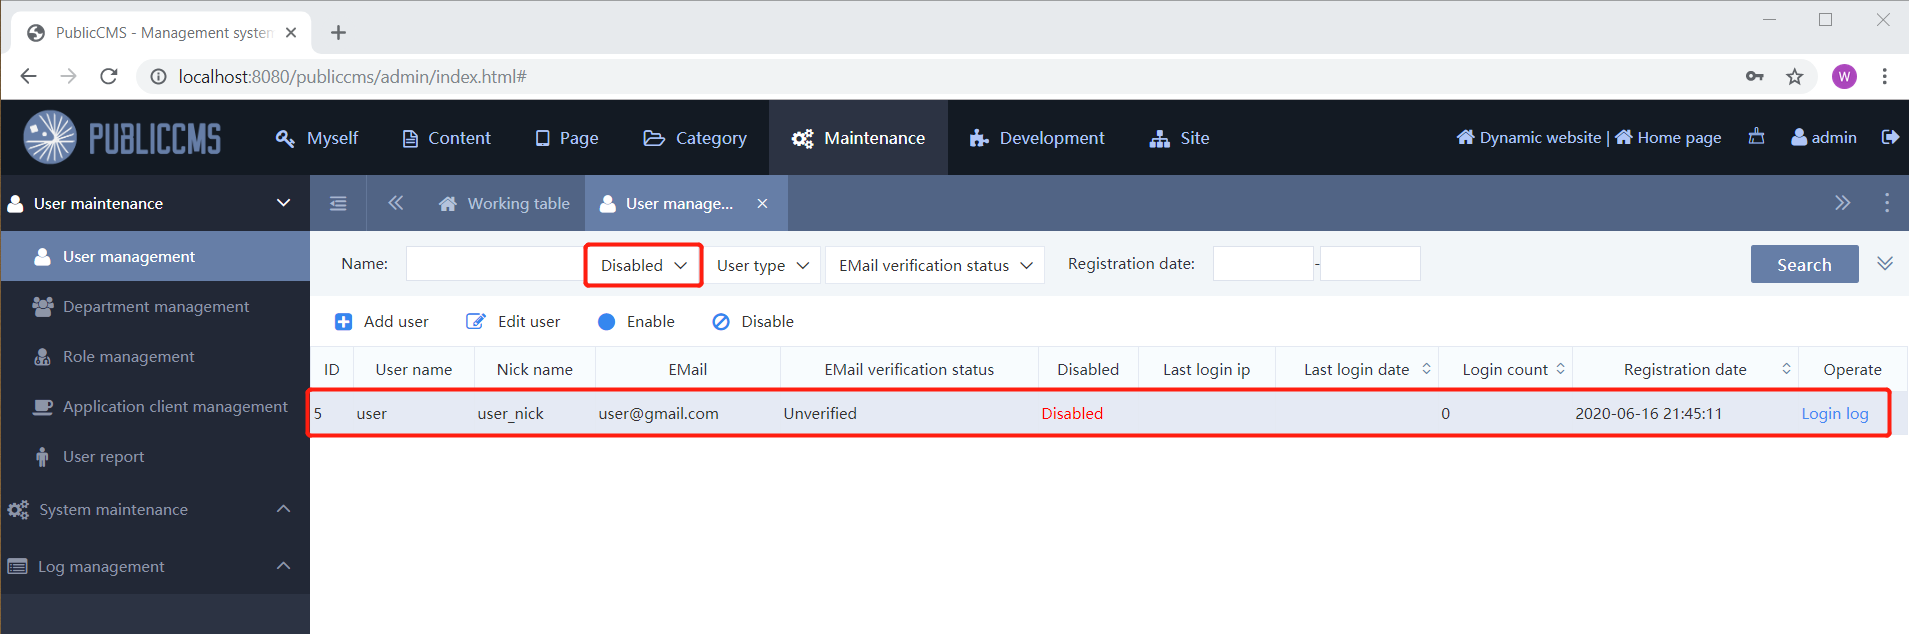 PublicCMS - Management system
localhost:8080/publiccms/admin/index.html#
W
PUBLICCMS
Myself
Content
Page
Category
Maintenance
Development
Site
Dynamic website | Home page
admin
User maintenance
Working table
User manage...
User management
Department management
Role management
Application client management
User report
System maintenance
Log management
Name:
Disabled
User type
EMail verification status
Registration date:
-
Search
Add user
Edit user
Enable
Disable
ID User name Nick name EMail EMail verification status Disabled Last login ip Last login date Login count Registration date Operate
5 user user_nick user@gmail.com Unverified Disabled 0 2020-06-16 21:45:11 Login log